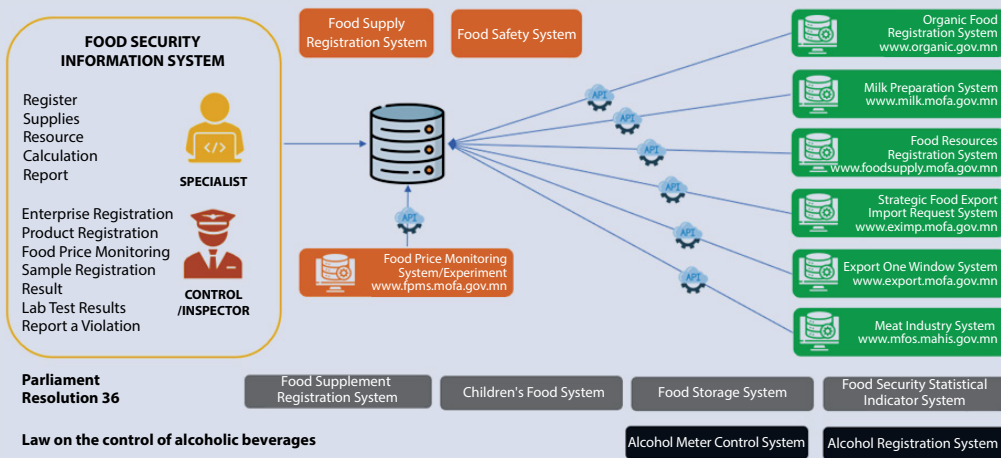 FOOD SECURITY
INFORMATION SYSTEM
Register
Supplies
Resource
Calculation
Report
SPECIALIST
Enterprise Registration
Product Registration
Food Price Monitoring
Sample Registration
Result
Lab Test Results
Report a Violation
CONTROL
/INSPECTOR
Food Supply
Registration System
Food Safety System
API
API
API
API
API
API
API
Food Price Monitoring
System/Experiment
www.fpms.mofa.gov.mn
Organic Food
Registration System
www.organic.gov.mn
Milk Preparation System
www.milk.mofa.gov.mn
Food Resources
Registration System
www.foodsupply.mofa.gov.mn
Strategic Food Export
Import Request System
www.eximp.mofa.gov.mn
Export One Window System
www.export.mofa.gov.mn
Meat Industry System
www.mfos.mahis.gov.mn
Parliament
Resolution 36
Food Supplement
Registration System
Children's Food System
Food Storage System
Food Security Statistical
Indicator System
Law on the control of alcoholic beverages
Alcohol Meter Control System
Alcohol Registration System